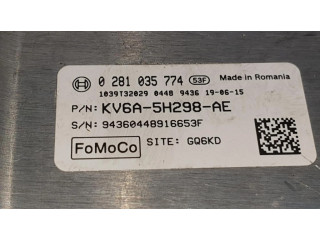 0 281 035 774 53F Made in Romania
1039T32029 0448 9436 19-06-15
P/N: KV6A-5H298-AE
S/N: 94360448916653F
FoMoCo SITE: GQ6KD